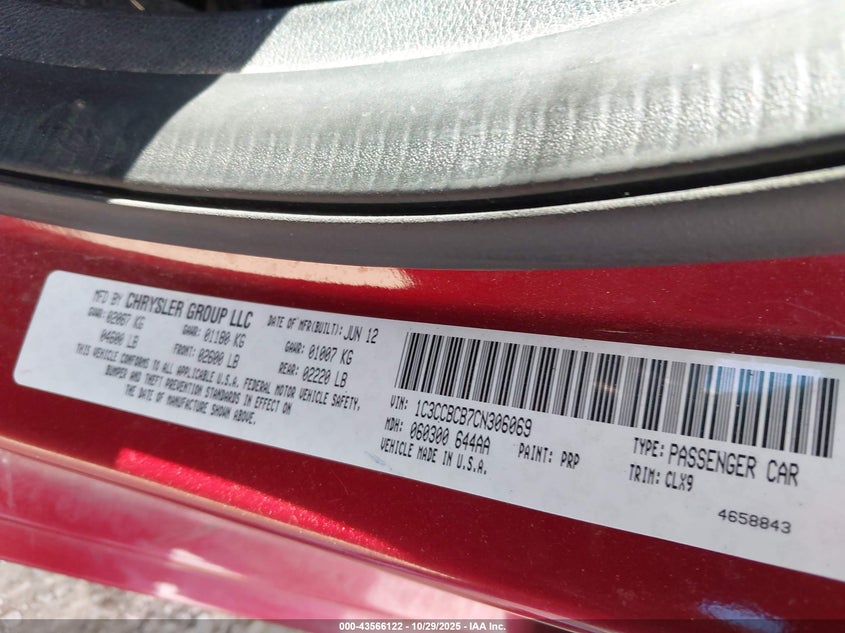 MFD BY CHRYSLER GROUP LLC
DATE OF MFR(BUILT): JUN 12
GVWR: 02087 KG
GAWR: 01180 KG
GAWR: 01007 KG
04600 LB
FRONT: 02600 LB
REAR: 02220 LB
THIS VEHICLE CONFORMS TO ALL APPLICABLE U.S.A. FEDERAL MOTOR VEHICLE SAFETY,
BUMPER AND THEFT PREVENTION STANDARDS IN EFFECT ON
THE DATE OF MANUFACTURE SHOWN ABOVE.
VIN: 1C3CCBCB7CN306069
TYPE: PASSENGER CAR
MDH: 060300 644AA
PAINT: PRP
TRIM: CLX9
VEHICLE MADE IN U.S.A.
4658843
000-43566122 | 10/29/2025 - IAA Inc.